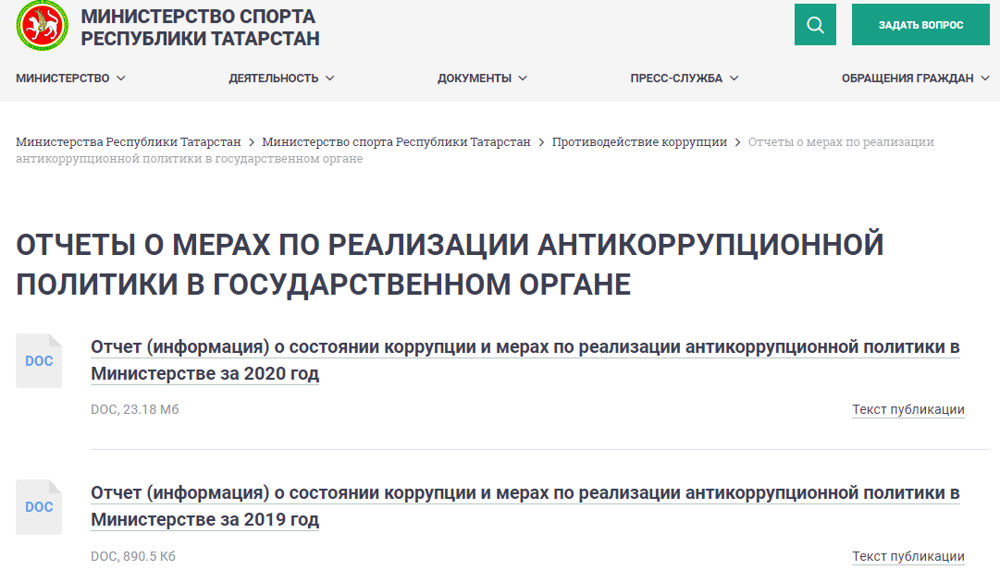 МИНИСТЕРСТВО СПОРТА
РЕСПУБЛИКИ ТАТАРСТАН
ЗАДАТЬ ВОПРОС
МИНИСТЕРСТВО
ДЕЯТЕЛЬНОСТЬ
ДОКУМЕНТЫ
ПРЕСС-СЛУЖБА
ОБРАЩЕНИЯ ГРАЖДАН
Министерства Республики Татарстан > Министерство спорта Республики Татарстан > Противодействие коррупции > Отчеты о мерах по реализации
антикоррупционной политики в государственном органе
ОТЧЕТЫ О МЕРАХ ПО РЕАЛИЗАЦИИ АНТИКОРРУПЦИОННОЙ
ПОЛИТИКИ В ГОСУДАРСТВЕННОМ ОРГАНЕ
DOC
Отчет (информация) о состоянии коррупции и мерах по реализации антикоррупционной политики в
Министерстве за 2020 год
DOC, 23.18 Мб
Текст публикации
DOC
Отчет (информация) о состоянии коррупции и мерах по реализации антикоррупционной политики в
Министерстве за 2019 год
DOC, 890.5 Кб
Текст публикации